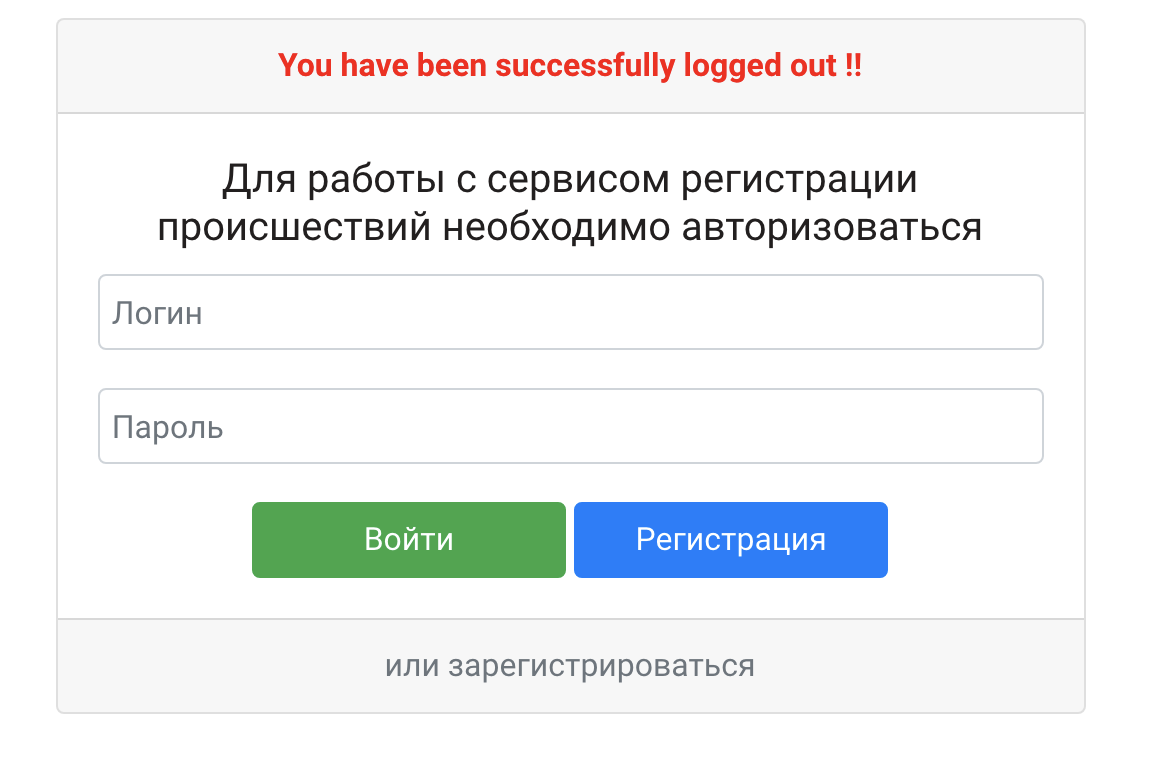 You have been successfully logged out !!
Для работы с сервисом регистрации
происшествий необходимо авторизоваться
Логин
Пароль
Войти
Регистрация
или зарегистрироваться